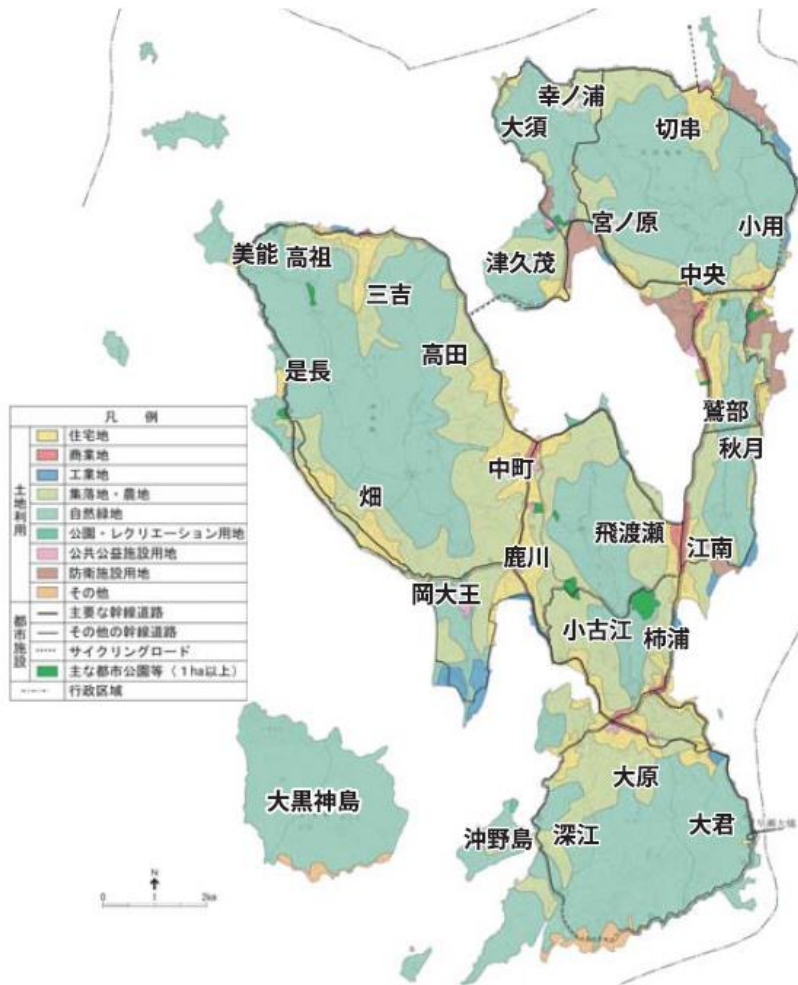 幸ノ浦
大須
切串
宮ノ原
小用
美能
高祖
津久茂
中央
三吉
高田
是長
鷲部
秋月
中町
畑
飛渡瀬
江南
鹿川
岡大王
小古江
柿浦
大黒神島
大原
沖野島
深江
大君
凡 例
土地利用
住宅地
商業地
工業地
集落地・農地
自然緑地
公園・レクリエーション用地
公共公益施設用地
防衛施設用地
その他
都市施設
主要な幹線道路
その他の幹線道路
サイクリングロード
主な都市公園等(1ha以上)
行政区域
N
0 1 2km